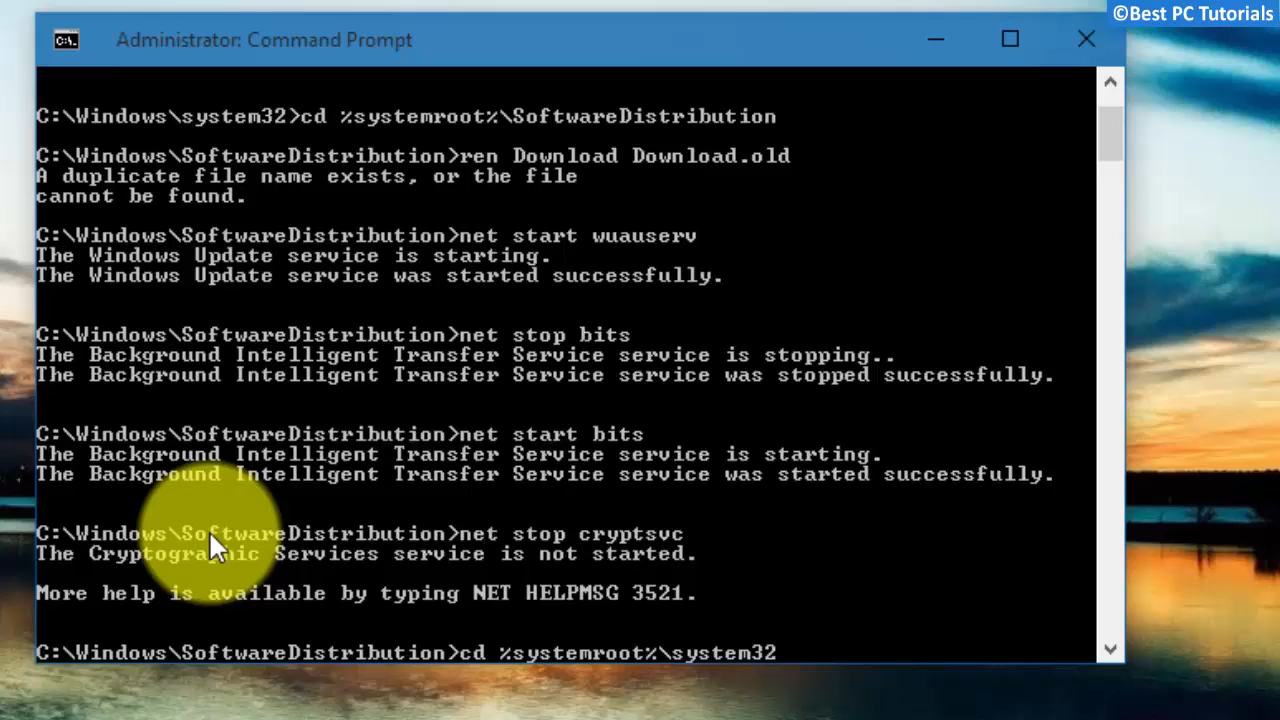 ©Best PC Tutorials
Administrator: Command Prompt
C:\Windows\system32>cd %systemroot%\SoftwareDistribution
C:\Windows\SoftwareDistribution>ren Download Download.old
A duplicate file name exists, or the file
cannot be found.
C:\Windows\SoftwareDistribution>net start wuauserv
The Windows Update service is starting.
The Windows Update service was started successfully.
C:\Windows\SoftwareDistribution>net stop bits
The Background Intelligent Transfer Service service is stopping..
The Background Intelligent Transfer Service service was stopped successfully.
C:\Windows\SoftwareDistribution>net start bits
The Background Intelligent Transfer Service service is starting.
The Background Intelligent Transfer Service service was started successfully.
C:\Windows\SoftwareDistribution>net stop cryptsvc
The Cryptographic Services service is not started.
More help is available by typing NET HELPMSG 3521.
C:\Windows\SoftwareDistribution>cd %systemroot%\system32